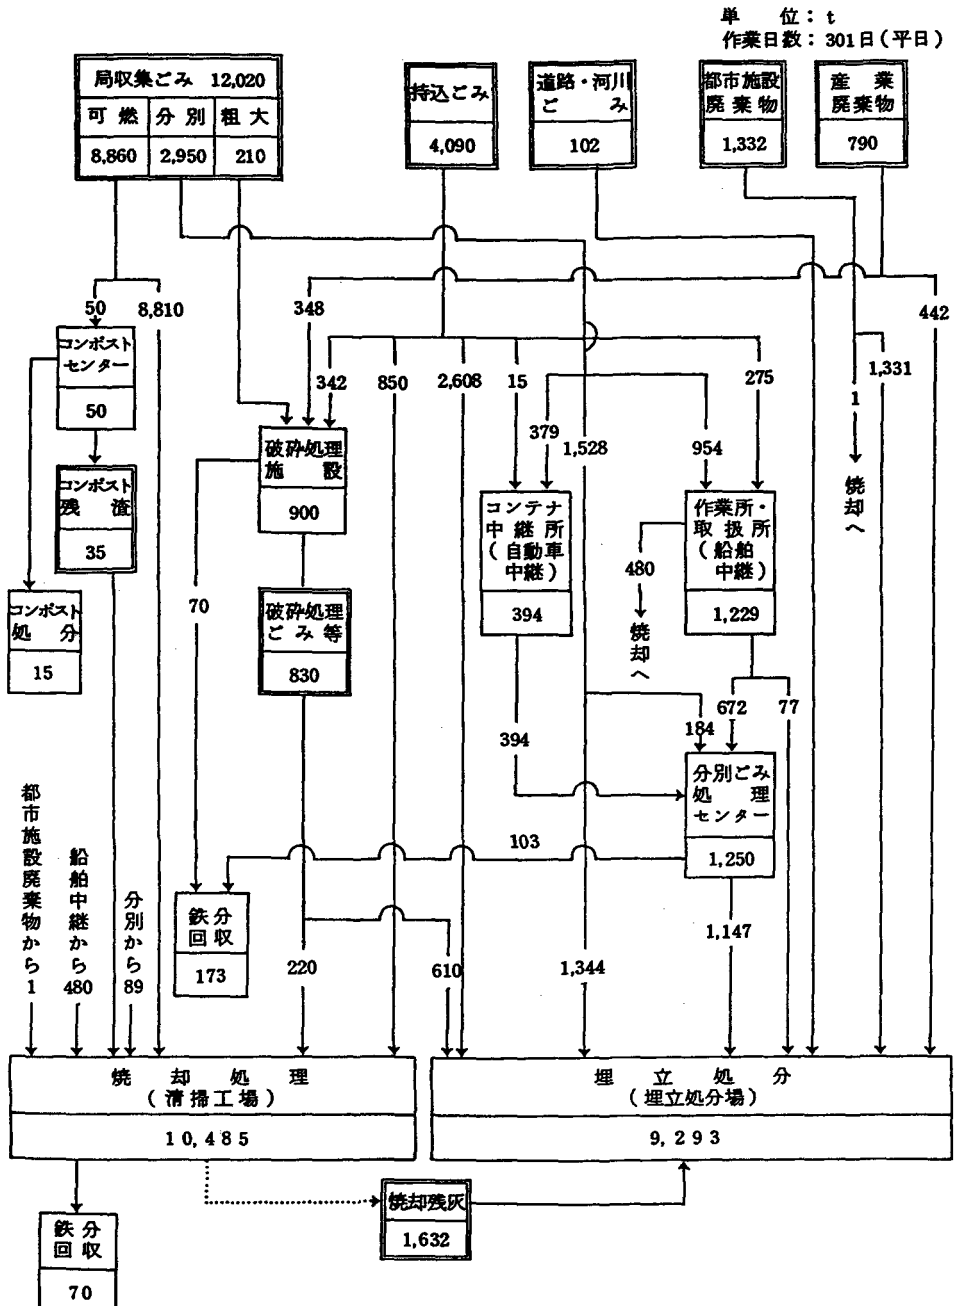 単 位：t
作業日数：301日（平日）
局収集ごみ 12,020
可燃 分別 粗大
8,860 2,950 210
持込ごみ
4,090
道路・河川
ごみ
102
都市施設
廃棄物
1,332
産業
廃棄物
790
50
8,810
348
442
342
850
2,608
15
379
1,528
954
275
1
1,331
焼却へ
コンポスト
センター
50
コンポスト
残渣
35
コンポスト
処分
15
破砕処理
施設
900
破砕処理
ごみ等
830
70
コンテナ
中継所
（自動車
中継）
394
作業所・
取扱所
（船舶
中継）
1,229
480
焼却へ
394
184
672
77
分別ごみ
処理
センター
1,250
103
1,147
鉄分
回収
173
220
610
1,344
都市施設廃棄物から1
船舶中継から480
分別から89
焼却処理
（清掃工場）
10,485
埋立処分
（埋立処分場）
9,293
焼却残灰
1,632
鉄分
回収
70